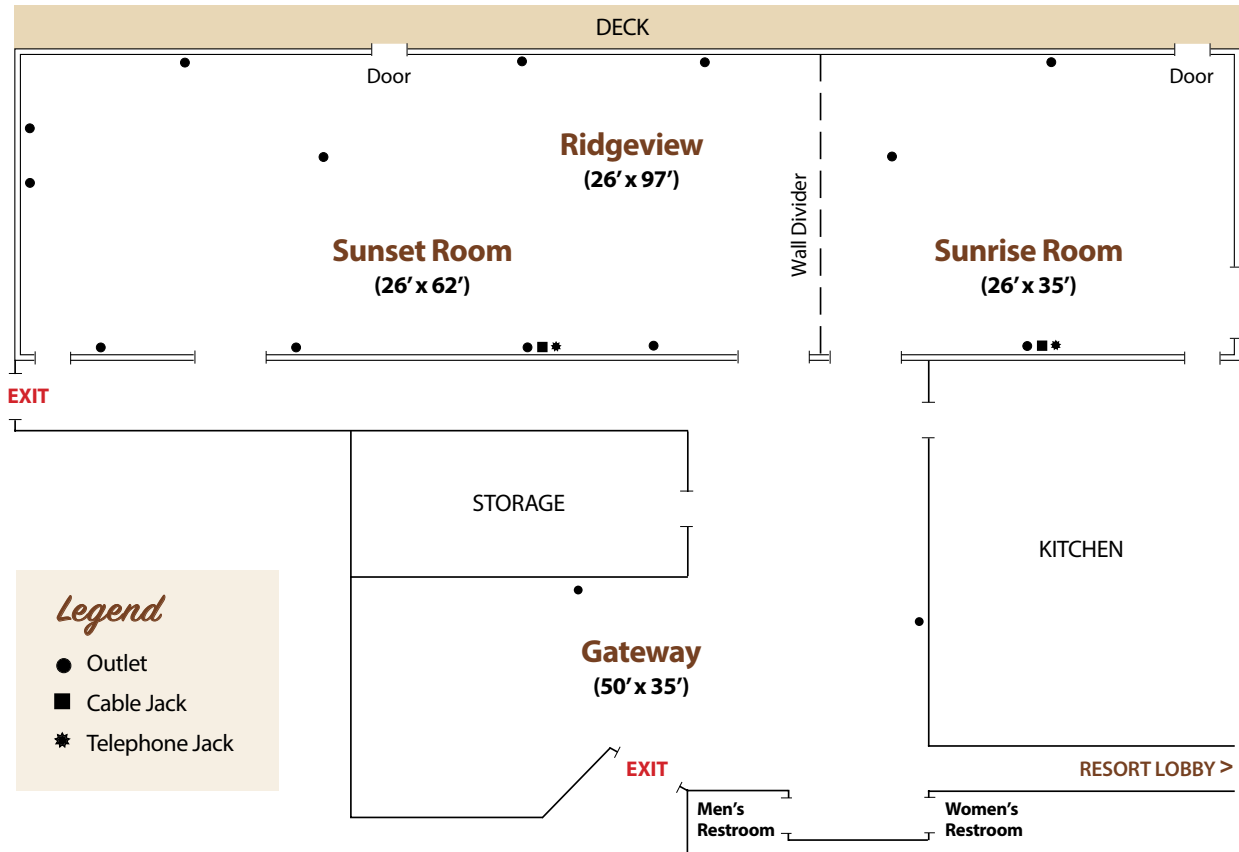 DECK
Door
Door
Ridgeview
(26’ x 97’)
Wall Divider
Sunset Room
(26’ x 62’)
Sunrise Room
(26’ x 35’)
EXIT
STORAGE
KITCHEN
Legend
Outlet
Cable Jack
Telephone Jack
Gateway
(50’ x 35’)
EXIT
RESORT LOBBY >
Men’s
Restroom
Women’s
Restroom